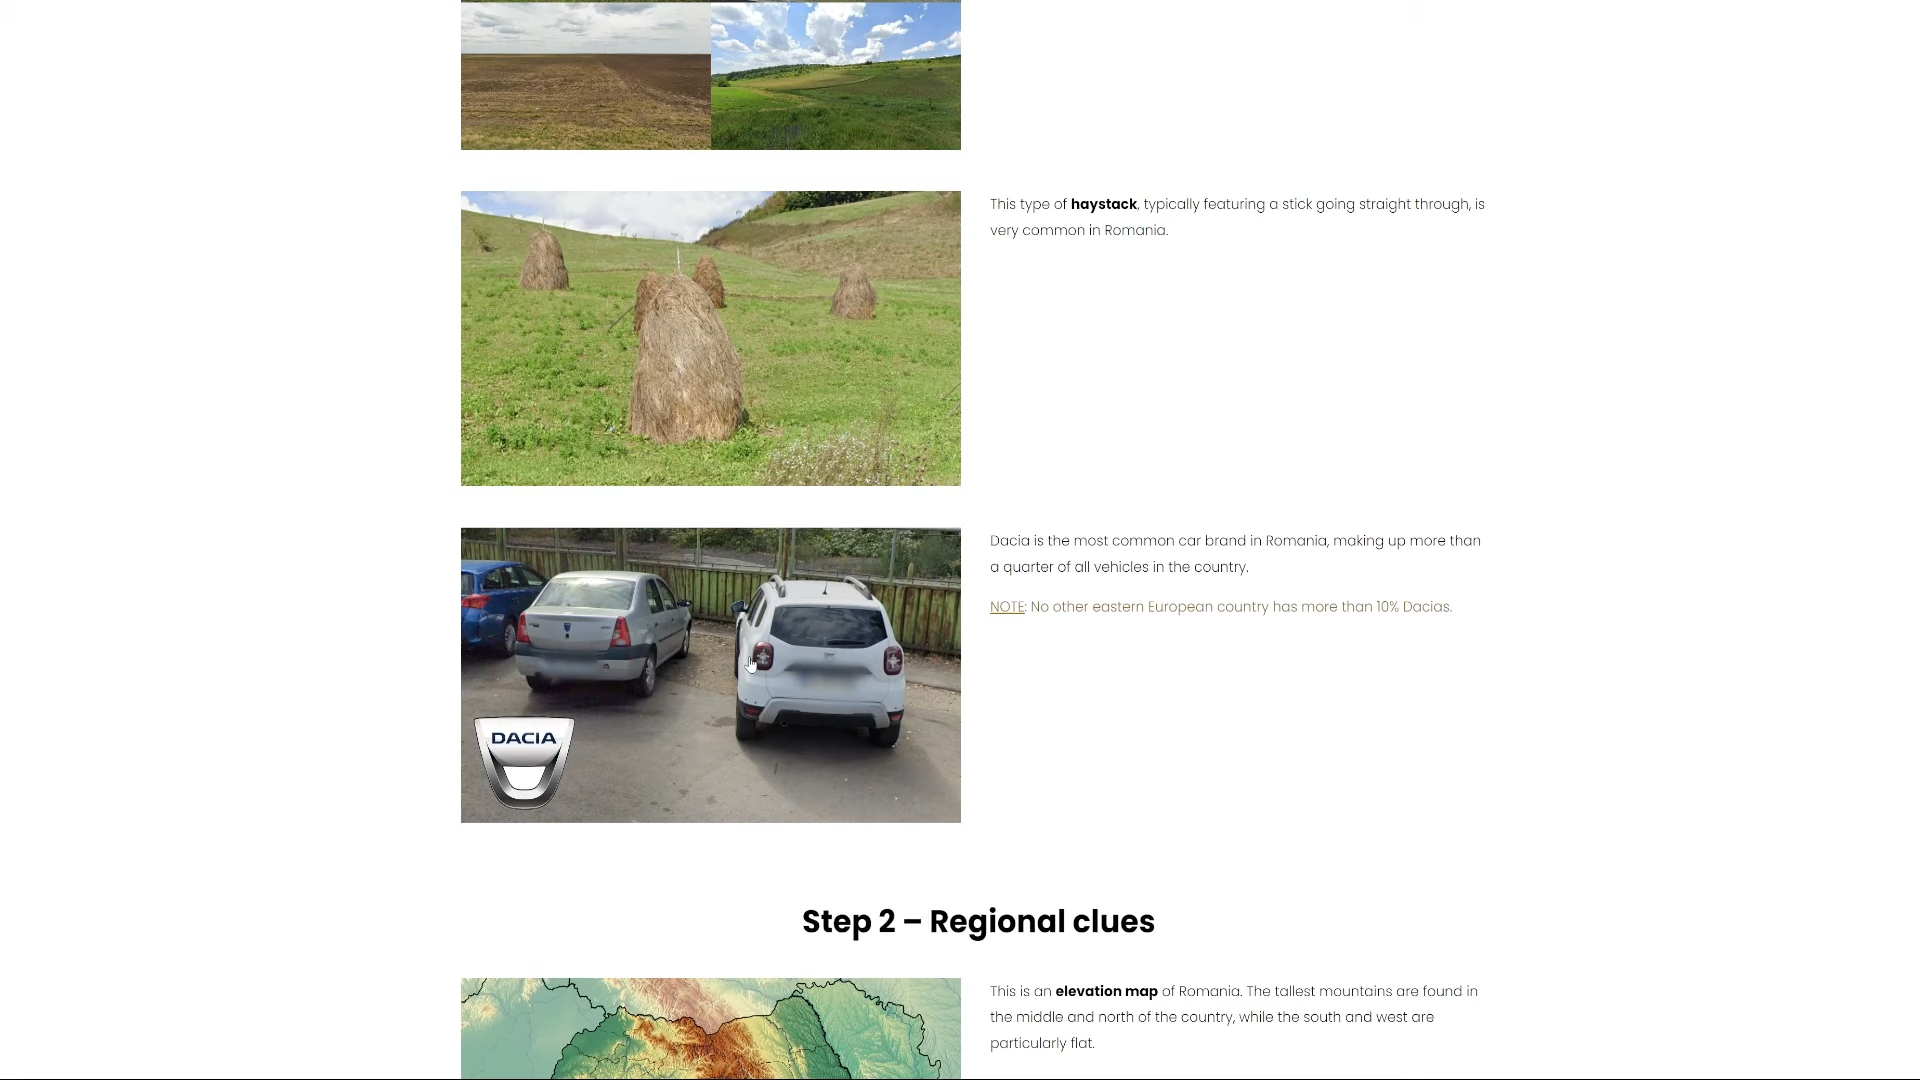 This type of haystack, typically featuring a stick going straight through, is
very common in Romania.
Dacia is the most common car brand in Romania, making up more than
a quarter of all vehicles in the country.
NOTE: No other eastern European country has more than 10% Dacias.
DACIA
Step 2 – Regional clues
This is an elevation map of Romania. The tallest mountains are found in
the middle and north of the country, while the south and west are
particularly flat.